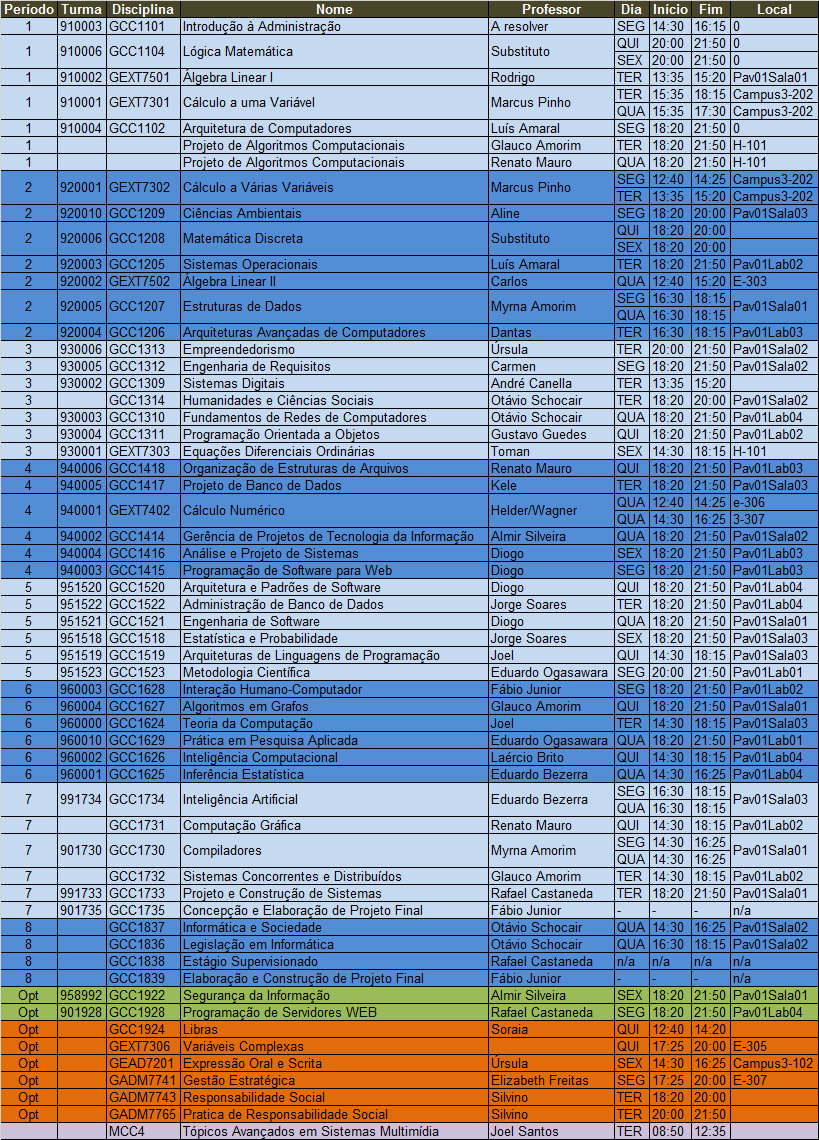 Período Turma Disciplina Nome Professor Dia Início Fim Local
1 910003 GCC1101 Introdução à Administração A resolver SEG 14:30 16:15 0
1 910006 GCC1104 Lógica Matemática Substituto QUI 20:00 21:50 0
SEX 20:00 21:50 0
1 910002 GEXT7501 Álgebra Linear I Rodrigo TER 13:35 15:20 Pav01Sala01
1 910001 GEXT7301 Cálculo a uma Variável Marcus Pinho TER 15:35 18:15 Campus3-202
QUA 15:35 17:30 Campus3-202
1 910004 GCC1102 Arquitetura de Computadores Luís Amaral SEG 18:20 21:50 0
1 Projeto de Algoritmos Computacionais Glauco Amorim TER 18:20 21:50 H-101
1 Projeto de Algoritmos Computacionais Renato Mauro QUA 18:20 21:50 H-101
2 920001 GEXT7302 Cálculo a Várias Variáveis Marcus Pinho SEG 12:40 14:25 Campus3-202
TER 13:35 15:20 Campus3-202
2 920010 GCC1209 Ciências Ambientais Aline SEG 18:20 20:00 Pav01Sala03
2 920006 GCC1208 Matemática Discreta Substituto QUI 18:20 20:00
SEX 18:20 20:00
2 920003 GCC1205 Sistemas Operacionais Luís Amaral TER 18:20 21:50 Pav01Lab02
2 920002 GEXT7502 Álgebra Linear II Carlos QUA 12:40 15:20 E-303
2 920005 GCC1207 Estruturas de Dados Myrna Amorim SEG 16:30 18:15 Pav01Sala01
QUA 16:30 18:15
2 920004 GCC1206 Arquiteturas Avançadas de Computadores Dantas TER 16:30 18:15 Pav01Lab03
3 930006 GCC1313 Empreendedorismo Úrsula TER 20:00 21:50 Pav01Sala02
3 930005 GCC1312 Engenharia de Requisitos Carmen SEG 18:20 21:50 Pav01Sala02
3 930002 GCC1309 Sistemas Digitais André Canella TER 13:35 15:20
3 GCC1314 Humanidades e Ciências Sociais Otávio Schocair TER 18:20 20:00 Pav01Sala02
3 930003 GCC1310 Fundamentos de Redes de Computadores Otávio Schocair QUA 18:20 21:50 Pav01Lab04
3 930004 GCC1311 Programação Orientada a Objetos Gustavo Guedes QUI 18:20 21:50 Pav01Lab02
3 930001 GEXT7303 Equações Diferenciais Ordinárias Toman SEX 14:30 18:15 H-101
4 940006 GCC1418 Organização de Estruturas de Arquivos Renato Mauro QUI 18:20 21:50 Pav01Lab03
4 940005 GCC1417 Projeto de Banco de Dados Kele TER 18:20 21:50 Pav01Sala03
4 940001 GEXT7402 Cálculo Numérico Helder/Wagner QUA 12:40 14:25 e-306
QUA 14:30 16:25 3-307
4 940002 GCC1414 Gerência de Projetos de Tecnologia da Informação Almir Silveira QUA 18:20 21:50 Pav01Sala02
4 940004 GCC1416 Análise e Projeto de Sistemas Diogo SEX 18:20 21:50 Pav01Lab03
4 940003 GCC1415 Programação de Software para Web Diogo SEG 18:20 21:50 Pav01Lab03
5 951520 GCC1520 Arquitetura e Padrões de Software Diogo QUI 18:20 21:50 Pav01Lab04
5 951522 GCC1522 Administração de Banco de Dados Jorge Soares TER 18:20 21:50 Pav01Lab04
5 951521 GCC1521 Engenharia de Software Diogo QUA 18:20 21:50 Pav01Sala01
5 951518 GCC1518 Estatística e Probabilidade Jorge Soares SEX 18:20 21:50 Pav01Sala03
5 951519 GCC1519 Arquiteturas de Linguagens de Programação Joel QUI 14:30 18:15 Pav01Sala03
5 951523 GCC1523 Metodologia Científica Eduardo Ogasawara SEG 20:00 21:50 Pav01Lab01
6 960003 GCC1628 Interação Humano-Computador Fábio Junior SEG 18:20 21:50 Pav01Lab02
6 960004 GCC1627 Algoritmos em Grafos Glauco Amorim QUI 18:20 21:50 Pav01Sala01
6 960000 GCC1624 Teoria da Computação Joel TER 14:30 18:15 Pav01Sala03
6 960010 GCC1629 Prática em Pesquisa Aplicada Eduardo Ogasawara QUA 18:20 21:50 Pav01Lab01
6 960002 GCC1626 Inteligência Computacional Laércio Brito QUI 14:30 18:15 Pav01Lab04
6 960001 GCC1625 Inferência Estatística Eduardo Bezerra QUA 14:30 16:25 Pav01Lab04
7 991734 GCC1734 Inteligência Artificial Eduardo Bezerra SEG 16:30 18:15 Pav01Sala03
QUA 16:30 18:15
7 GCC1731 Computação Gráfica Renato Mauro QUI 14:30 18:15 Pav01Lab02
7 901730 GCC1730 Compiladores Myrna Amorim SEG 14:30 16:25 Pav01Sala01
QUA 14:30 16:25
7 GCC1732 Sistemas Concorrentes e Distribuídos Glauco Amorim TER 14:30 18:15 Pav01Lab02
7 991733 GCC1733 Projeto e Construção de Sistemas Rafael Castaneda TER 18:20 21:50 Pav01Sala01
7 901735 GCC1735 Concepção e Elaboração de Projeto Final Fábio Junior - - - n/a
8 GCC1837 Informática e Sociedade Otávio Schocair QUA 14:30 16:25 Pav01Sala02
8 GCC1836 Legislação em Informática Otávio Schocair QUA 16:30 18:15 Pav01Sala02
8 GCC1838 Estágio Supervisionado Rafael Castaneda n/a n/a n/a n/a
8 GCC1839 Elaboração e Construção de Projeto Final Fábio Junior - - - n/a
Opt 958992 GCC1922 Segurança da Informação Almir Silveira SEX 18:20 21:50 Pav01Sala01
Opt 901928 GCC1928 Programação de Servidores WEB Rafael Castaneda SEG 18:20 21:50 Pav01Lab04
Opt GCC1924 Libras Soraia QUI 12:40 14:20
Opt GEXT7306 Variáveis Complexas QUI 17:25 20:00 E-305
Opt GEAD7201 Expressão Oral e Scrita Úrsula SEX 14:30 16:25 Campus3-102
Opt GADM7741 Gestão Estratégica Elizabeth Freitas SEG 17:25 20:00 E-307
Opt GADM7743 Responsabilidade Social Silvino TER 18:20 20:00
Opt GADM7765 Pratica de Responsabilidade Social Silvino TER 20:00 21:50
MCC4 Tópicos Avançados em Sistemas Multimídia Joel Santos TER 08:50 12:35